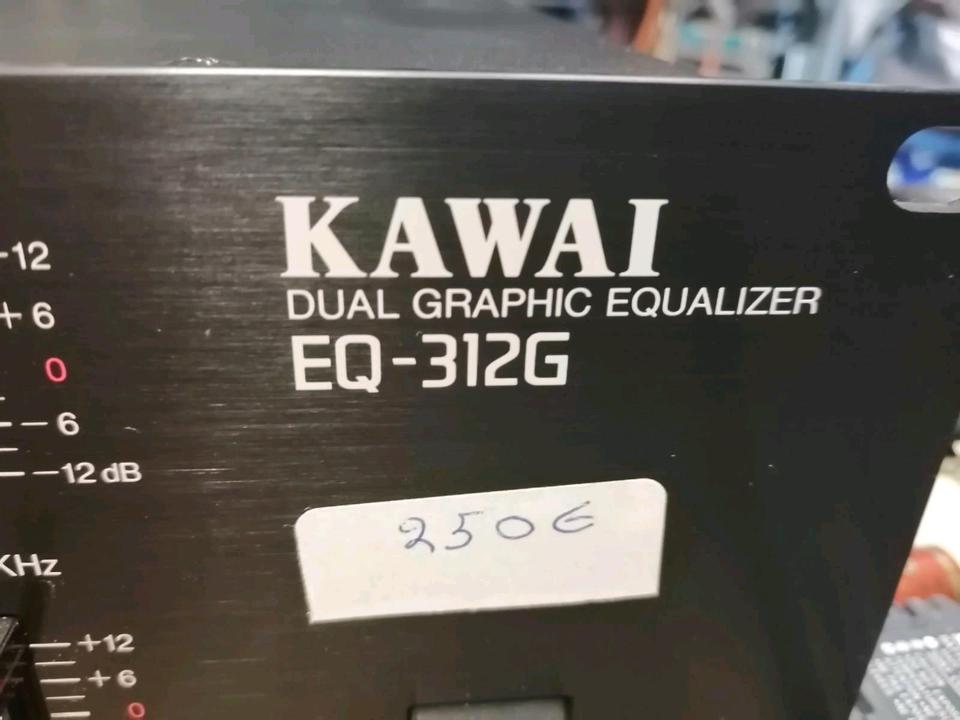 KAWAI
DUAL GRAPHIC EQUALIZER
EQ-312G
-12
+6
0
-6
-12 dB
KHz
250€
+12
+6
0